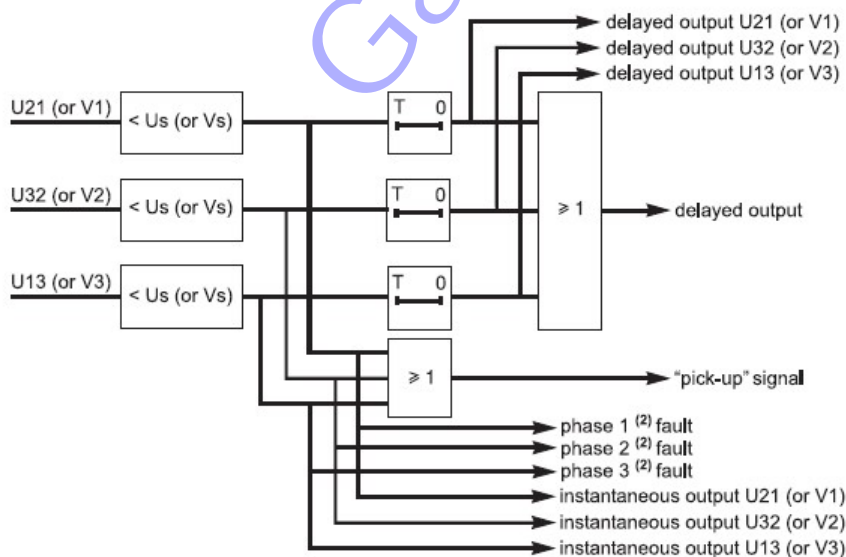 delayed output U21 (or V1)
delayed output U32 (or V2)
delayed output U13 (or V3)
U21 (or V1)
< Us (or Vs)
T 0
U32 (or V2)
< Us (or Vs)
T 0
≥ 1
delayed output
U13 (or V3)
< Us (or Vs)
T 0
≥ 1
“pick-up” signal
phase 1 (2) fault
phase 2 (2) fault
phase 3 (2) fault
instantaneous output U21 (or V1)
instantaneous output U32 (or V2)
instantaneous output U13 (or V3)